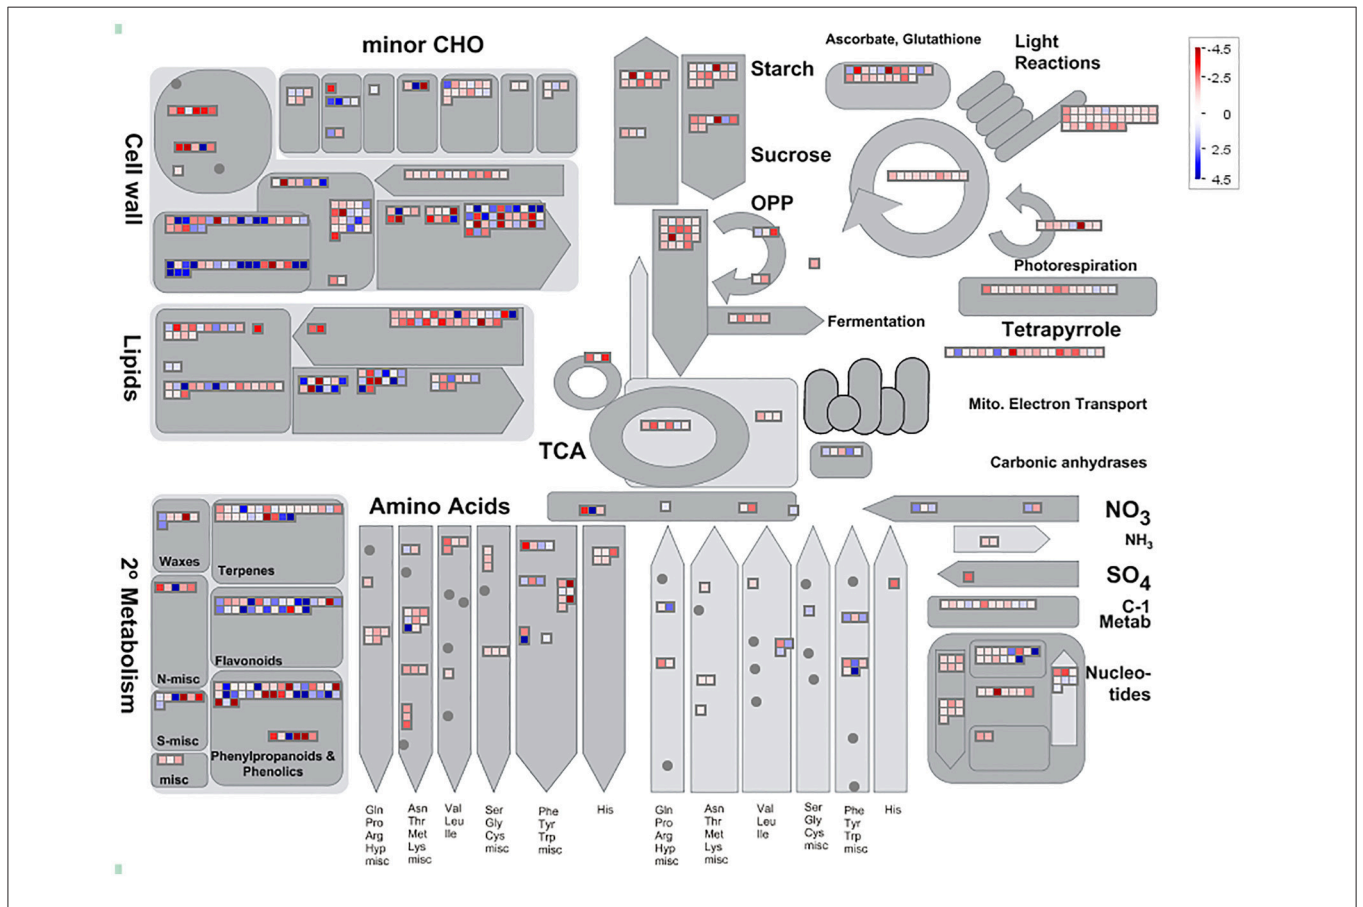 minor CHO
Cell wall
Starch
Sucrose
OPP
Ascorbate, Glutathione
Light
Reactions
-4.5
-2.5
0
2.5
4.5
Photorespiration
Fermentation
Tetrapyrrole
Lipids
Mito. Electron Transport
TCA
Carbonic anhydrases
Amino Acids
2º Metabolism
Waxes
Terpenes
N-misc
Flavonoids
S-misc
Phenylpropanoids &
Phenolics
misc
NO3
NH3
SO4
C-1
Metab
Nucleo-
tides
Gln
Pro
Arg
Hyp
misc
Asn
Thr
Met
Lys
misc
Val
Leu
Ile
Ser
Gly
Cys
misc
Phe
Tyr
Trp
misc
His
Gln
Pro
Arg
Hyp
misc
Asn
Thr
Met
Lys
misc
Val
Leu
Ile
Ser
Gly
Cys
misc
Phe
Tyr
Trp
misc
His